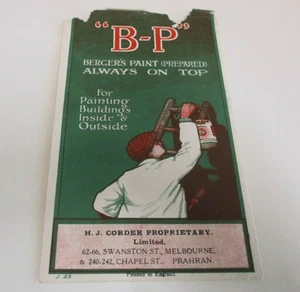 "B-P"
BERGER'S PAINT (PREPARED)
ALWAYS ON TOP
For
Painting
Buildings
Inside &
Outside
H. J. CORDER PROPRIETARY.
Limited.
62-66, SWANSTON ST., MELBOURNE,
& 240-242, CHAPEL ST., PRAHRAN.
Printed in England